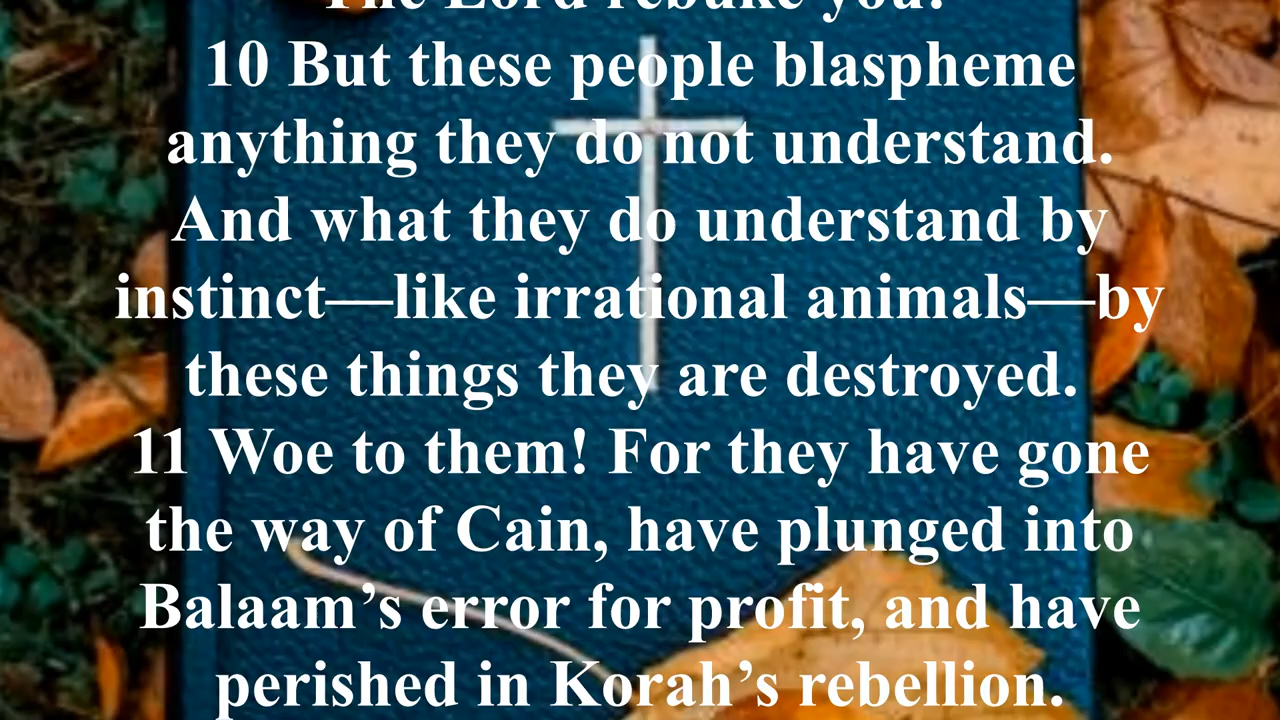 The Lord rebuke you!
10 But these people blaspheme
anything they do not understand.
And what they do understand by
instinct—like irrational animals—by
these things they are destroyed.
11 Woe to them! For they have gone
the way of Cain, have plunged into
Balaam’s error for profit, and have
perished in Korah’s rebellion.